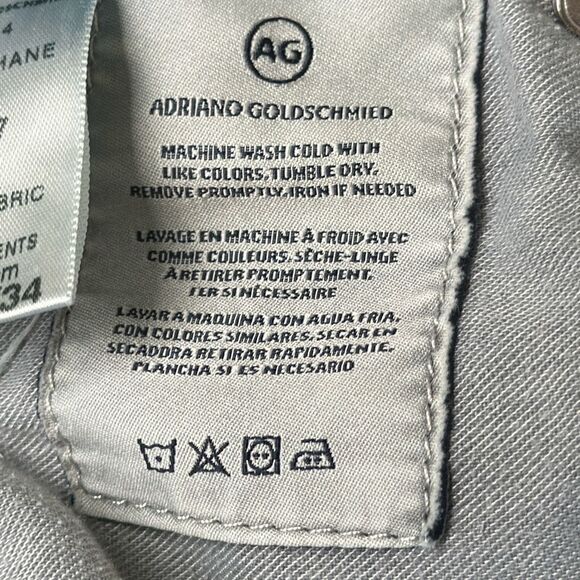 4
HANE
7
BRIC
ENTS
m
34
AG
ADRIANO GOLDSCHMIED
MACHINE WASH COLD WITH
LIKE COLORS, TUMBLE DRY,
REMOVE PROMPTLY, IRON IF NEEDED
LAVAGE EN MACHINE À FROID AVEC
COMME COULEURS, SÈCHE-LINGE
À RETIRER PROMPTEMENT,
FER SI NÉCESSAIRE
LAVAR A MAQUINA CON AGUA FRIA,
CON COLORES SIMILARES, SECAR EN
SECADORA RETIRAR RAPIDAMENTE,
PLANCHA SI ES NECESARIO